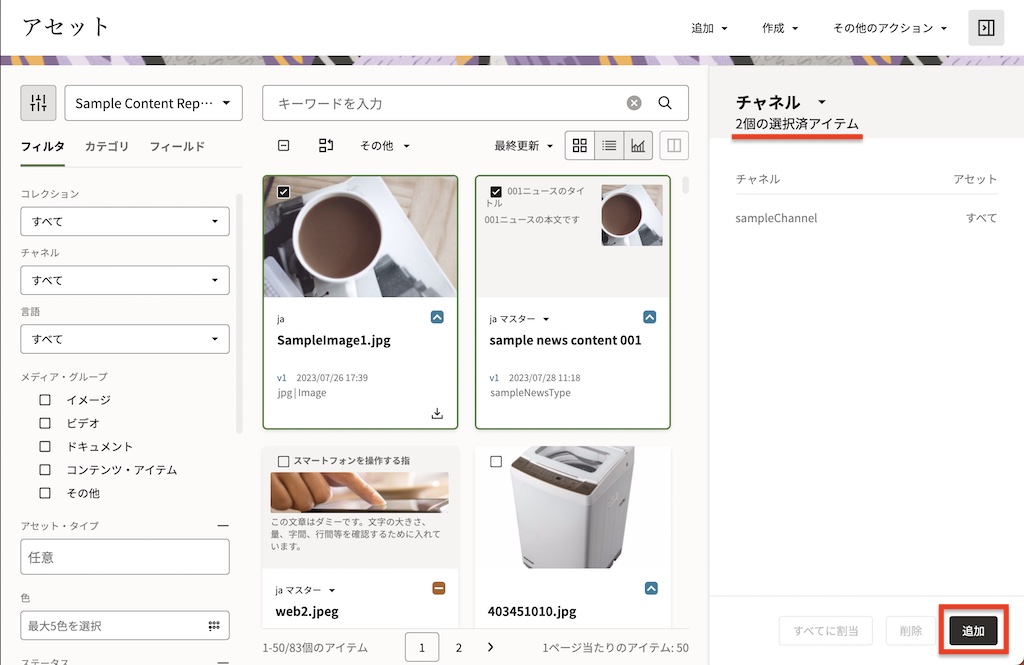 アセット
追加
作成
その他のアクション
Sample Content Rep…
キーワードを入力
フィルタ
カテゴリ
フィールド
その他
最終更新
コレクション
すべて
チャネル
すべて
言語
すべて
メディア・グループ
イメージ
ビデオ
ドキュメント
コンテンツ・アイテム
その他
アセット・タイプ
任意
色
最大5色を選択
ステータス
ja
SampleImage1.jpg
v1 2023/07/26 17:39
jpg|Image
001ニュースのタイ
トル
001ニュースの本文です
ja マスター
sample news content 001
v1 2023/07/28 11:18
sampleNewsType
スマートフォンを操作する指
この文章はダミーです。文字の大きさ、
量、字間、行間等を確認するために入れて
います。
ja マスター
web2.jpeg
403451010.jpg
1-50/83個のアイテム
1
2
1ページ当たりのアイテム: 50
チャネル
2個の選択済アイテム
チャネル
アセット
sampleChannel
すべて
すべてに割当
削除
追加